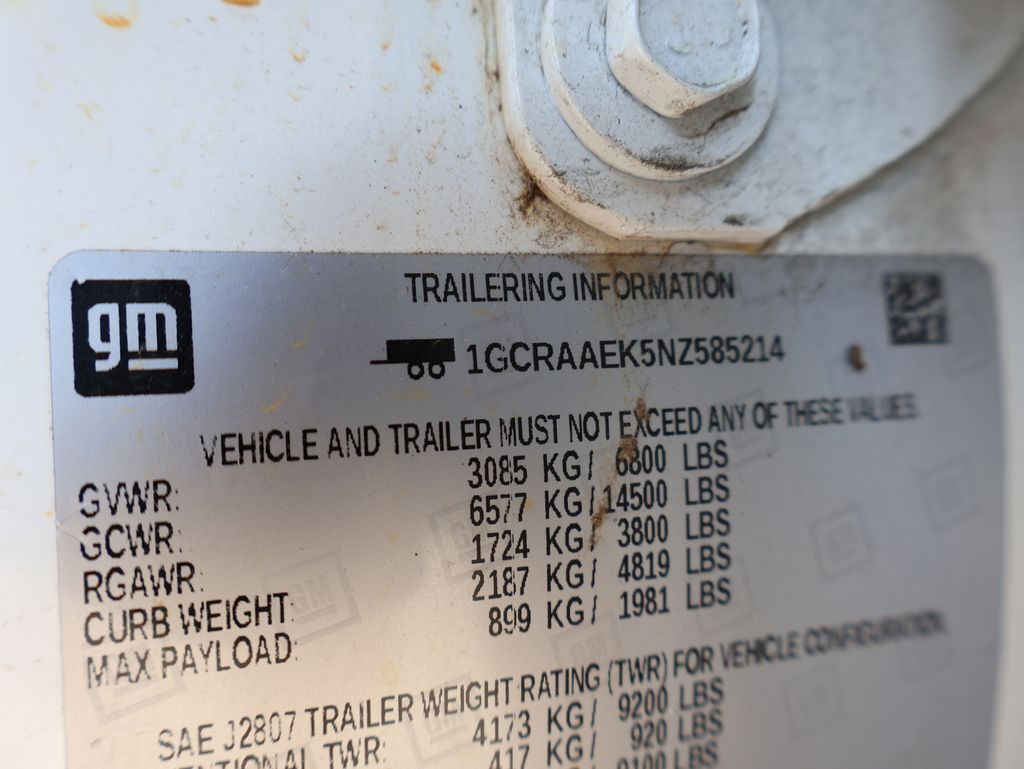 gm
TRAILERING INFORMATION
1GCRAAEK5NZ585214
VEHICLE AND TRAILER MUST NOT EXCEED ANY OF THESE VALUES.
GVWR: 3085 KG/ 6800 LBS
GCWR: 6577 KG/14500 LBS
RGAWR: 1724 KG/ 3800 LBS
CURB WEIGHT: 2187 KG/ 4819 LBS
MAX PAYLOAD: 899 KG/ 1981 LBS
SAE J2807 TRAILER WEIGHT RATING (TWR) FOR VEHICLE CONFIGURATION.
TWR: 4173 KG/ 9200 LBS
417 KG/ 920 LBS
9100 LBS